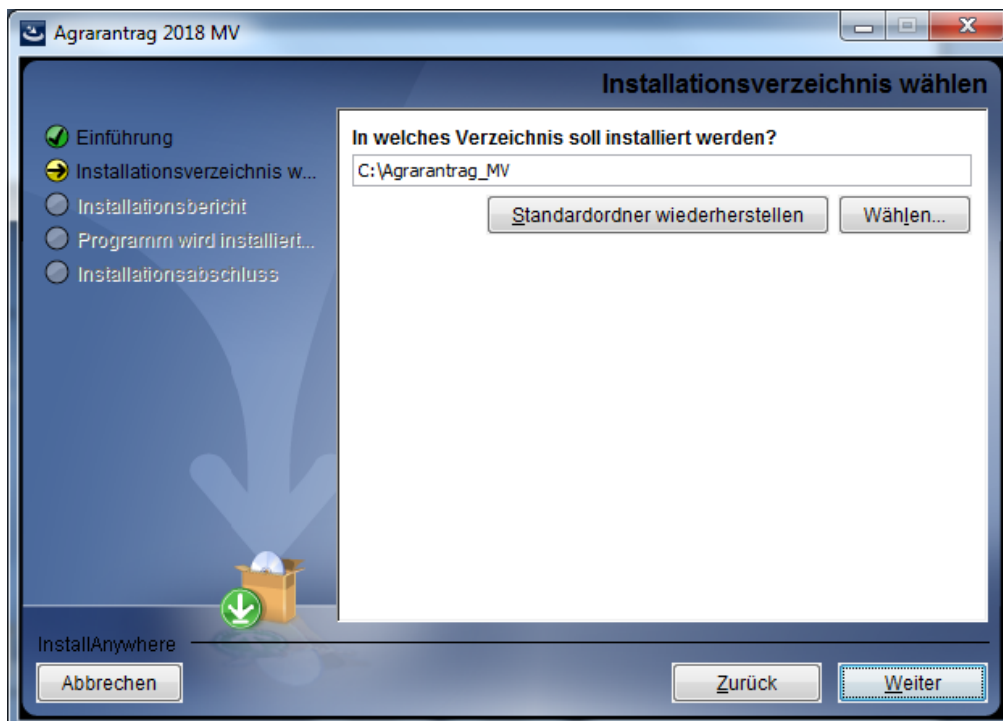 Agrarantrag 2018 MV
Installationsverzeichnis wählen
Einführung
Installationsverzeichnis w...
Installationsbericht
Programm wird installiert...
Installationsabschluss
In welches Verzeichnis soll installiert werden?
C:\Agrarantrag_MV
Standardordner wiederherstellen
Wählen...
InstallAnywhere
Abbrechen
Zurück
Weiter